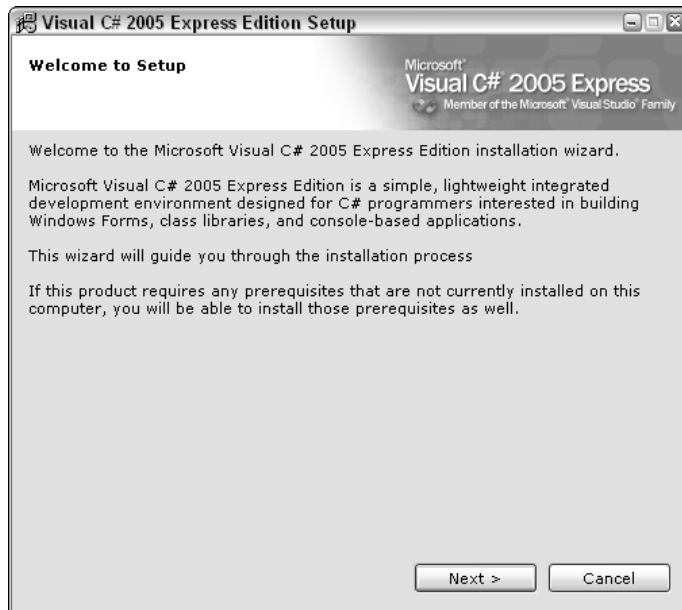 Visual C# 2005 Express Edition Setup
Welcome to Setup
Microsoft®
Visual C#® 2005 Express
Member of the Microsoft® Visual Studio® Family
Welcome to the Microsoft Visual C# 2005 Express Edition installation wizard.
Microsoft Visual C# 2005 Express Edition is a simple, lightweight integrated
development environment designed for C# programmers interested in building
Windows Forms, class libraries, and console-based applications.
This wizard will guide you through the installation process
If this product requires any prerequisites that are not currently installed on this
computer, you will be able to install those prerequisites as well.
Next >
Cancel